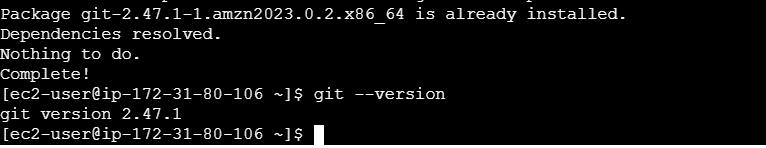 Package git-2.47.1-1.amzn2023.0.2.x86_64 is already installed.
Dependencies resolved.
Nothing to do.
Complete!
[ec2-user@ip-172-31-80-106 ~]$ git --version
git version 2.47.1
[ec2-user@ip-172-31-80-106 ~]$